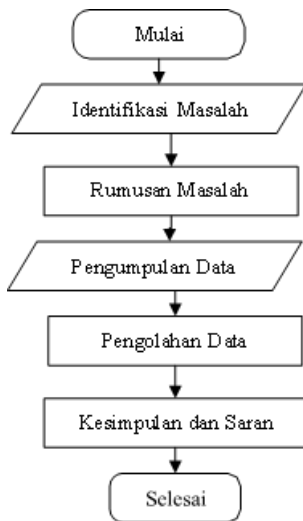 Mulai
Identifikasi Masalah
Rumusan Masalah
Pengumpulan Data
Pengolahan Data
Kesimpulan dan Saran
Selesai